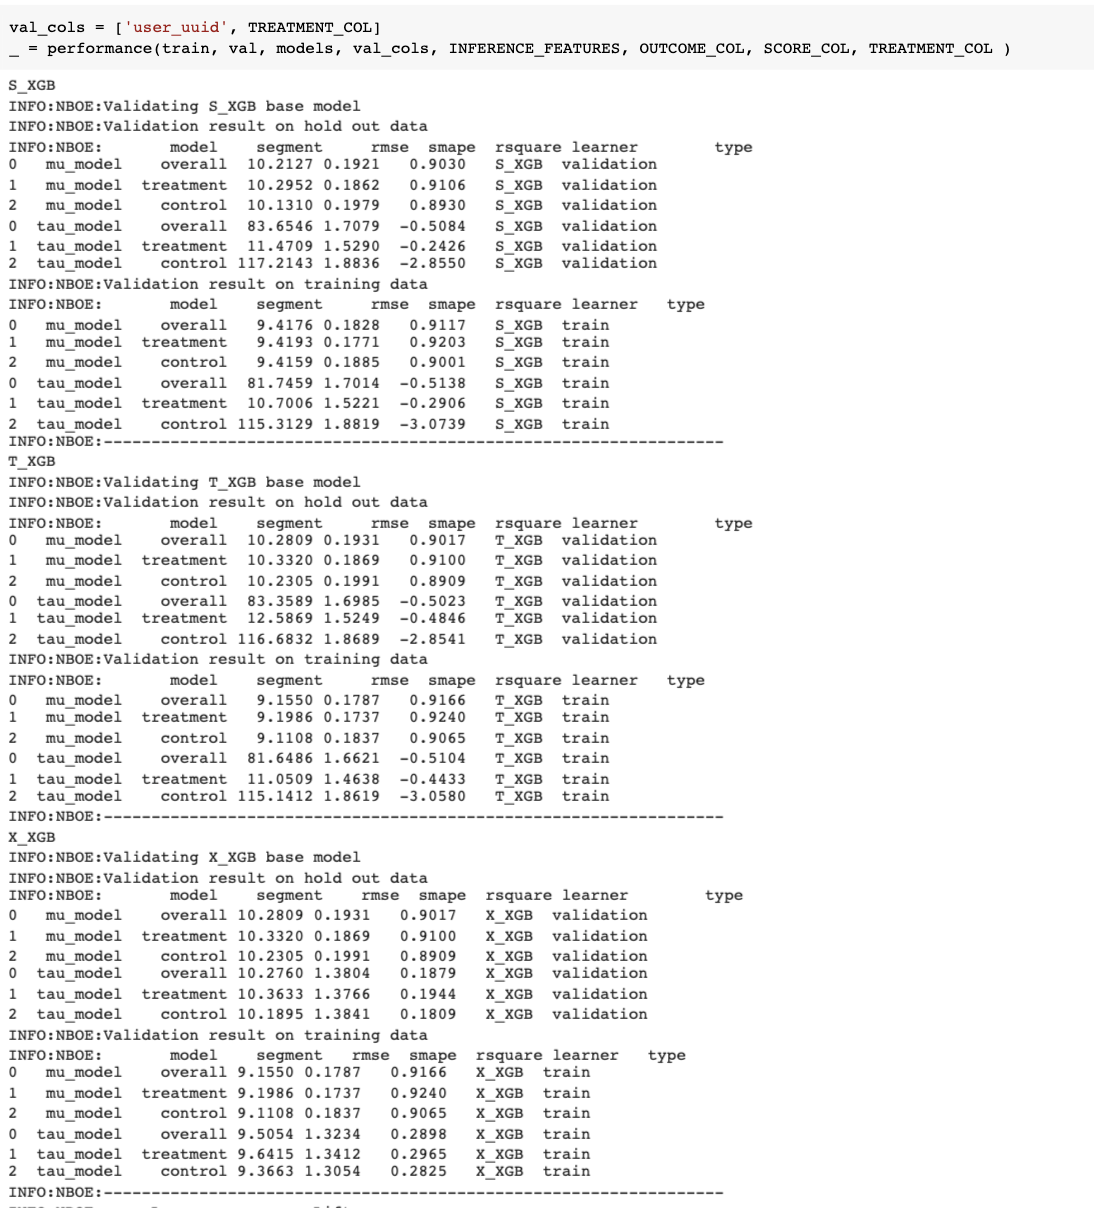 val_cols = ['user_uuid', TREATMENT_COL]
_ = performance(train, val, models, val_cols, INFERENCE_FEATURES, OUTCOME_COL, SCORE_COL, TREATMENT_COL )
S_XGB
INFO:NBOE:Validating S_XGB base model
INFO:NBOE:Validation result on hold out data
INFO:NBOE: model segment rmse smape rsquare learner type
0 mu_model overall 10.2127 0.1921 0.9030 S_XGB validation
1 mu_model treatment 10.2952 0.1862 0.9106 S_XGB validation
2 mu_model control 10.1310 0.1979 0.8930 S_XGB validation
0 tau_model overall 83.6546 1.7079 -0.5084 S_XGB validation
1 tau_model treatment 11.4709 1.5290 -0.2426 S_XGB validation
2 tau_model control 117.2143 1.8836 -2.8550 S_XGB validation
INFO:NBOE:Validation result on training data
INFO:NBOE: model segment rmse smape rsquare learner type
0 mu_model overall 9.4176 0.1828 0.9117 S_XGB train
1 mu_model treatment 9.4193 0.1771 0.9203 S_XGB train
2 mu_model control 9.4159 0.1885 0.9001 S_XGB train
0 tau_model overall 81.7459 1.7014 -0.5138 S_XGB train
1 tau_model treatment 10.7006 1.5221 -0.2906 S_XGB train
2 tau_model control 115.3129 1.8819 -3.0739 S_XGB train
INFO:NBOE:-----------------------------------------------------------------
T_XGB
INFO:NBOE:Validating T_XGB base model
INFO:NBOE:Validation result on hold out data
INFO:NBOE: model segment rmse smape rsquare learner type
0 mu_model overall 10.2809 0.1931 0.9017 T_XGB validation
1 mu_model treatment 10.3320 0.1869 0.9100 T_XGB validation
2 mu_model control 10.2305 0.1991 0.8909 T_XGB validation
0 tau_model overall 83.3589 1.6985 -0.5023 T_XGB validation
1 tau_model treatment 12.5869 1.5249 -0.4846 T_XGB validation
2 tau_model control 116.6832 1.8689 -2.8541 T_XGB validation
INFO:NBOE:Validation result on training data
INFO:NBOE: model segment rmse smape rsquare learner type
0 mu_model overall 9.1550 0.1787 0.9166 T_XGB train
1 mu_model treatment 9.1986 0.1737 0.9240 T_XGB train
2 mu_model control 9.1108 0.1837 0.9065 T_XGB train
0 tau_model overall 81.6486 1.6621 -0.5104 T_XGB train
1 tau_model treatment 11.0509 1.4638 -0.4433 T_XGB train
2 tau_model control 115.1412 1.8619 -3.0580 T_XGB train
INFO:NBOE:-----------------------------------------------------------------
X_XGB
INFO:NBOE:Validating X_XGB base model
INFO:NBOE:Validation result on hold out data
INFO:NBOE: model segment rmse smape rsquare learner type
0 mu_model overall 10.2809 0.1931 0.9017 X_XGB validation
1 mu_model treatment 10.3320 0.1869 0.9100 X_XGB validation
2 mu_model control 10.2305 0.1991 0.8909 X_XGB validation
0 tau_model overall 10.2760 1.3804 0.1879 X_XGB validation
1 tau_model treatment 10.3633 1.3766 0.1944 X_XGB validation
2 tau_model control 10.1895 1.3841 0.1809 X_XGB validation
INFO:NBOE:Validation result on training data
INFO:NBOE: model segment rmse smape rsquare learner type
0 mu_model overall 9.1550 0.1787 0.9166 X_XGB train
1 mu_model treatment 9.1986 0.1737 0.9240 X_XGB train
2 mu_model control 9.1108 0.1837 0.9065 X_XGB train
0 tau_model overall 9.5054 1.3234 0.2898 X_XGB train
1 tau_model treatment 9.6415 1.3412 0.2965 X_XGB train
2 tau_model control 9.3663 1.3054 0.2825 X_XGB train
INFO:NBOE:-----------------------------------------------------------------